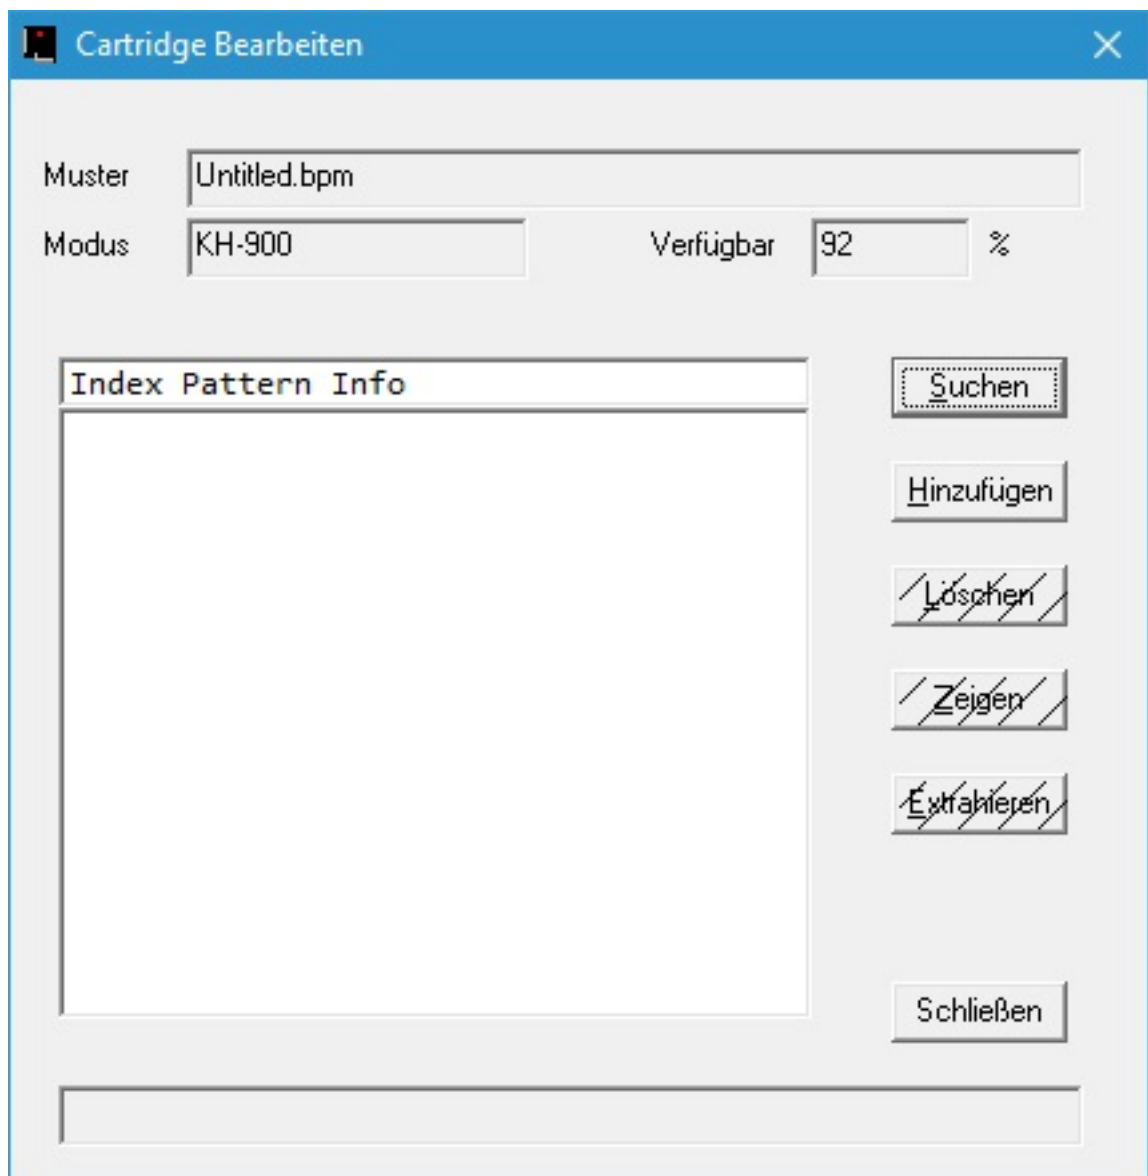 Cartridge Bearbeiten
Muster Untitled.bpm
Modus KH-900 Verfügbar 92 %
Index Pattern Info
Suchen
Hinzufügen
Löschen
Zeigen
Extrahieren
Schließen